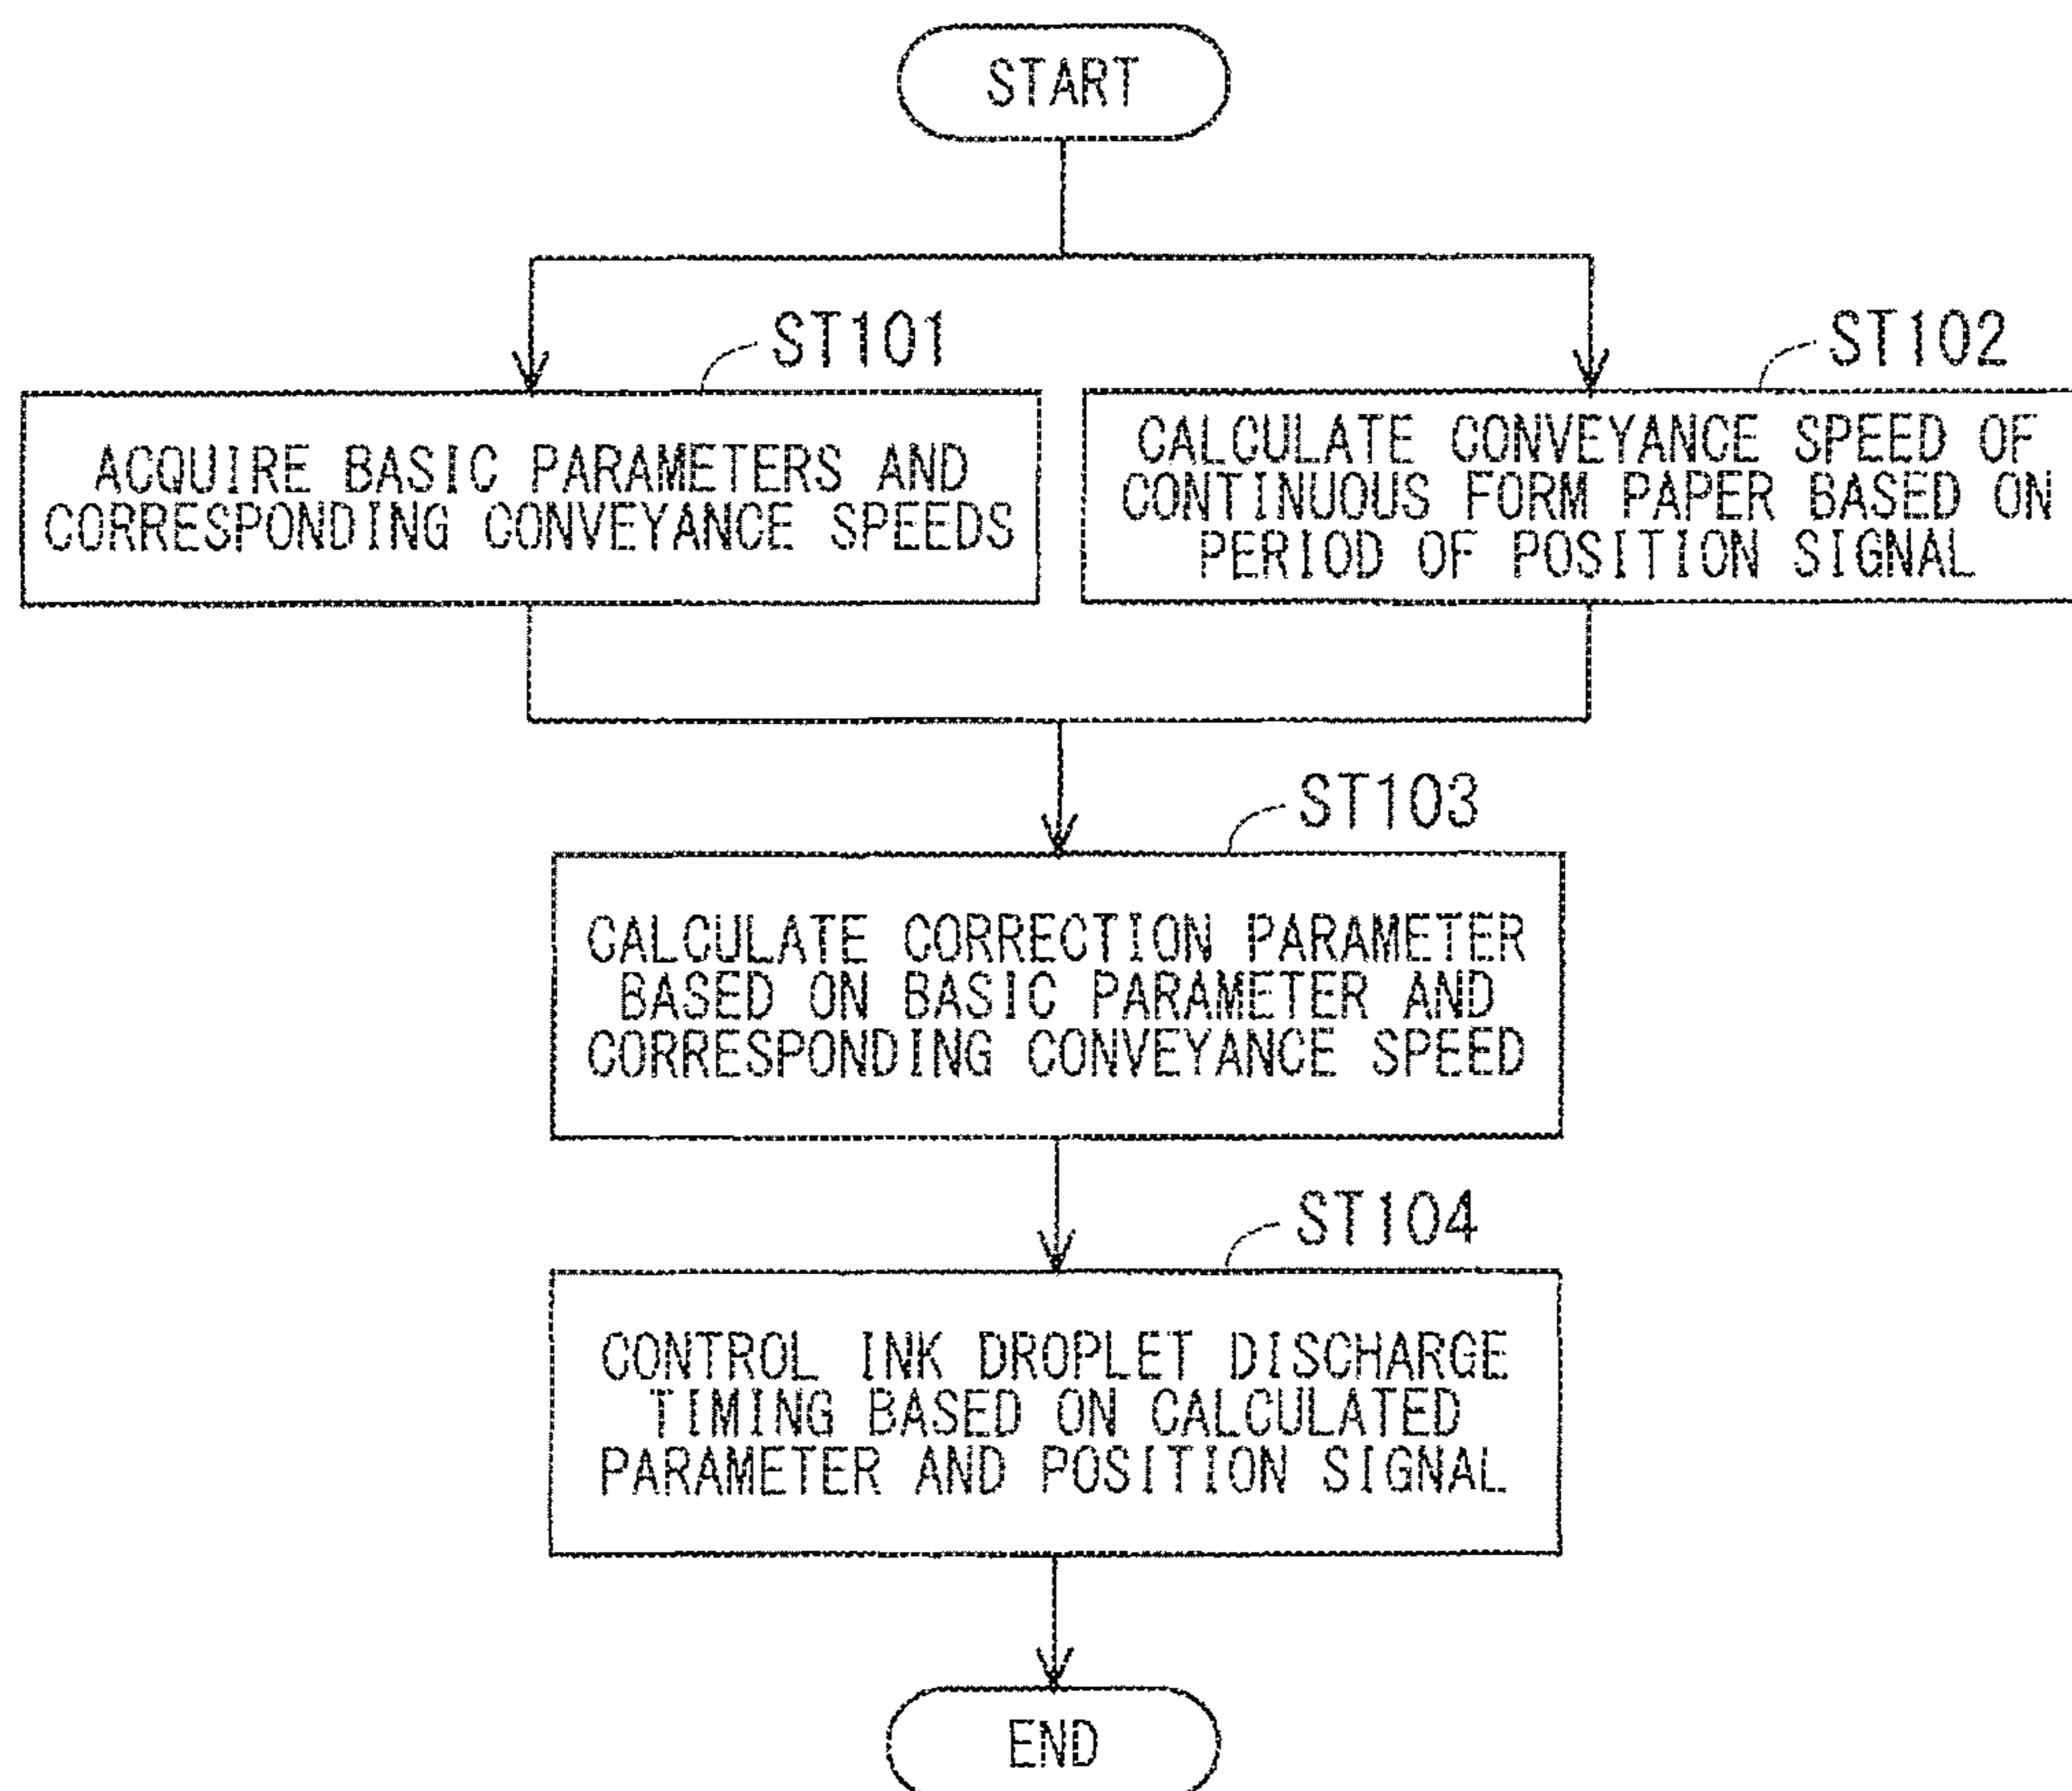 START
ST101
ACQUIRE BASIC PARAMETERS AND
CORRESPONDING CONVEYANCE SPEEDS
ST102
CALCULATE CONVEYANCE SPEED OF
CONTINUOUS FORM PAPER BASED ON
PERIOD OF POSITION SIGNAL
ST103
CALCULATE CORRECTION PARAMETER
BASED ON BASIC PARAMETER AND
CORRESPONDING CONVEYANCE SPEED
ST104
CONTROL INK DROPLET DISCHARGE
TIMING BASED ON CALCULATED
PARAMETER AND POSITION SIGNAL
END